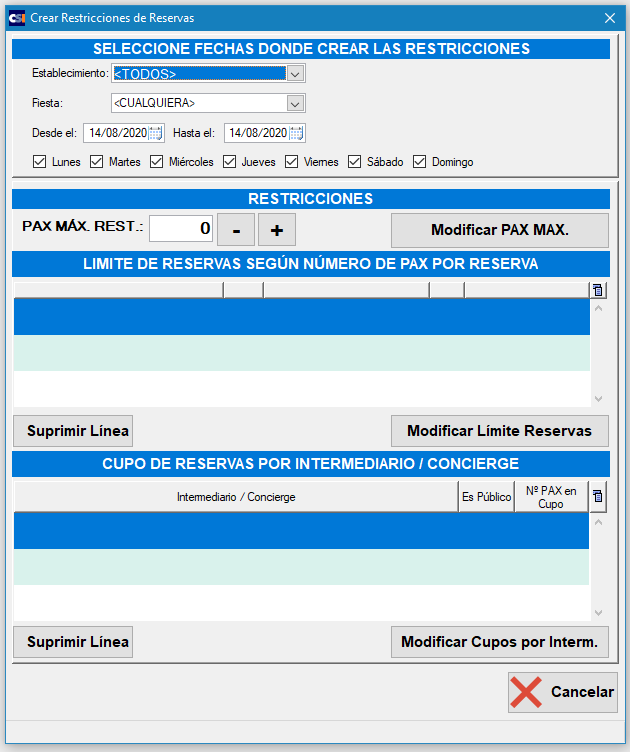 CSI Crear Restricciones de Reservas
SELECCIONE FECHAS DONDE CREAR LAS RESTRICCIONES
Establecimiento: <TODOS>
Fiesta: <CUALQUIERA>
Desde el: 14/08/2020 Hasta el: 14/08/2020
Lunes Martes Miércoles Jueves Viernes Sábado Domingo
RESTRICCIONES
PAX MÁX. REST.: 0 - + Modificar PAX MAX.
LIMITE DE RESERVAS SEGÚN NÚMERO DE PAX POR RESERVA
Suprimir Línea Modificar Límite Reservas
CUPO DE RESERVAS POR INTERMEDIARIO / CONCIERGE
Intermediario / Concierge Es Público Nº PAX en
Cupo
Suprimir Línea Modificar Cupos por Interm.
Cancelar